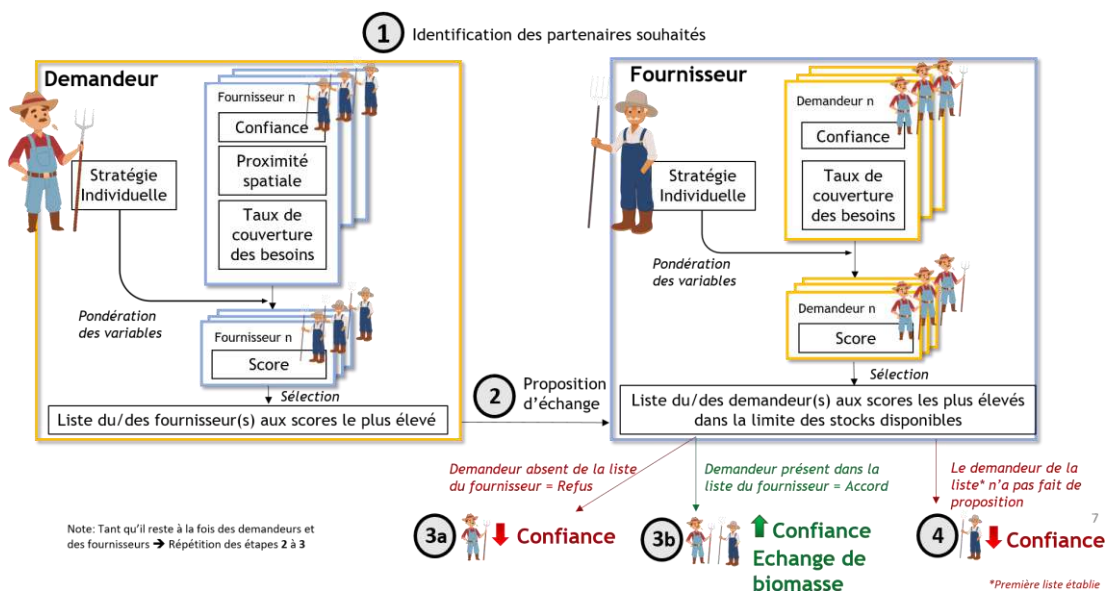 1 Identification des partenaires souhaités
Demandeur
Fournisseur n
Confiance
Proximité
spatiale
Taux de
couverture
des besoins
Stratégie
Individuelle
Pondération
des variables
Fournisseur n
Score
Sélection
Liste du/des fournisseur(s) aux scores le plus élevé
2 Proposition
d'échange
Fournisseur
Demandeur n
Confiance
Taux de
couverture
des besoins
Stratégie
Individuelle
Pondération
des variables
Demandeur n
Score
Sélection
Liste du/des demandeur(s) aux scores les plus élevés
dans la limite des stocks disponibles
Demandeur absent de la liste
du fournisseur = Refus
Demandeur présent dans la
liste du fournisseur = Accord
Le demandeur de la
liste* n'a pas fait de
proposition
3a Confiance
3b Confiance
Echange de
biomasse
4 Confiance
7
Note: Tant qu'il reste à la fois des demandeurs et
des fournisseurs ➔ Répétition des étapes 2 à 3
*Première liste établie